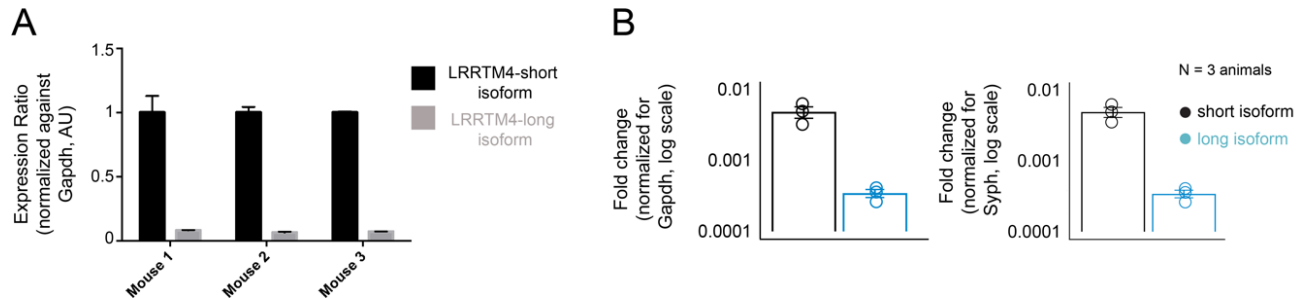 A
Expression Ratio
(normalized against
Gapdh, AU)
1.5
1
0.5
0
Mouse 1
Mouse 2
Mouse 3
LRRTM4-short
isoform
LRRTM4-long
isoform
B
Fold change
(normalized for
Gapdh, log scale)
0.01
0.001
0.0001
Fold change
(normalized for
Syph, log scale)
0.01
0.001
0.0001
N = 3 animals
short isoform
long isoform